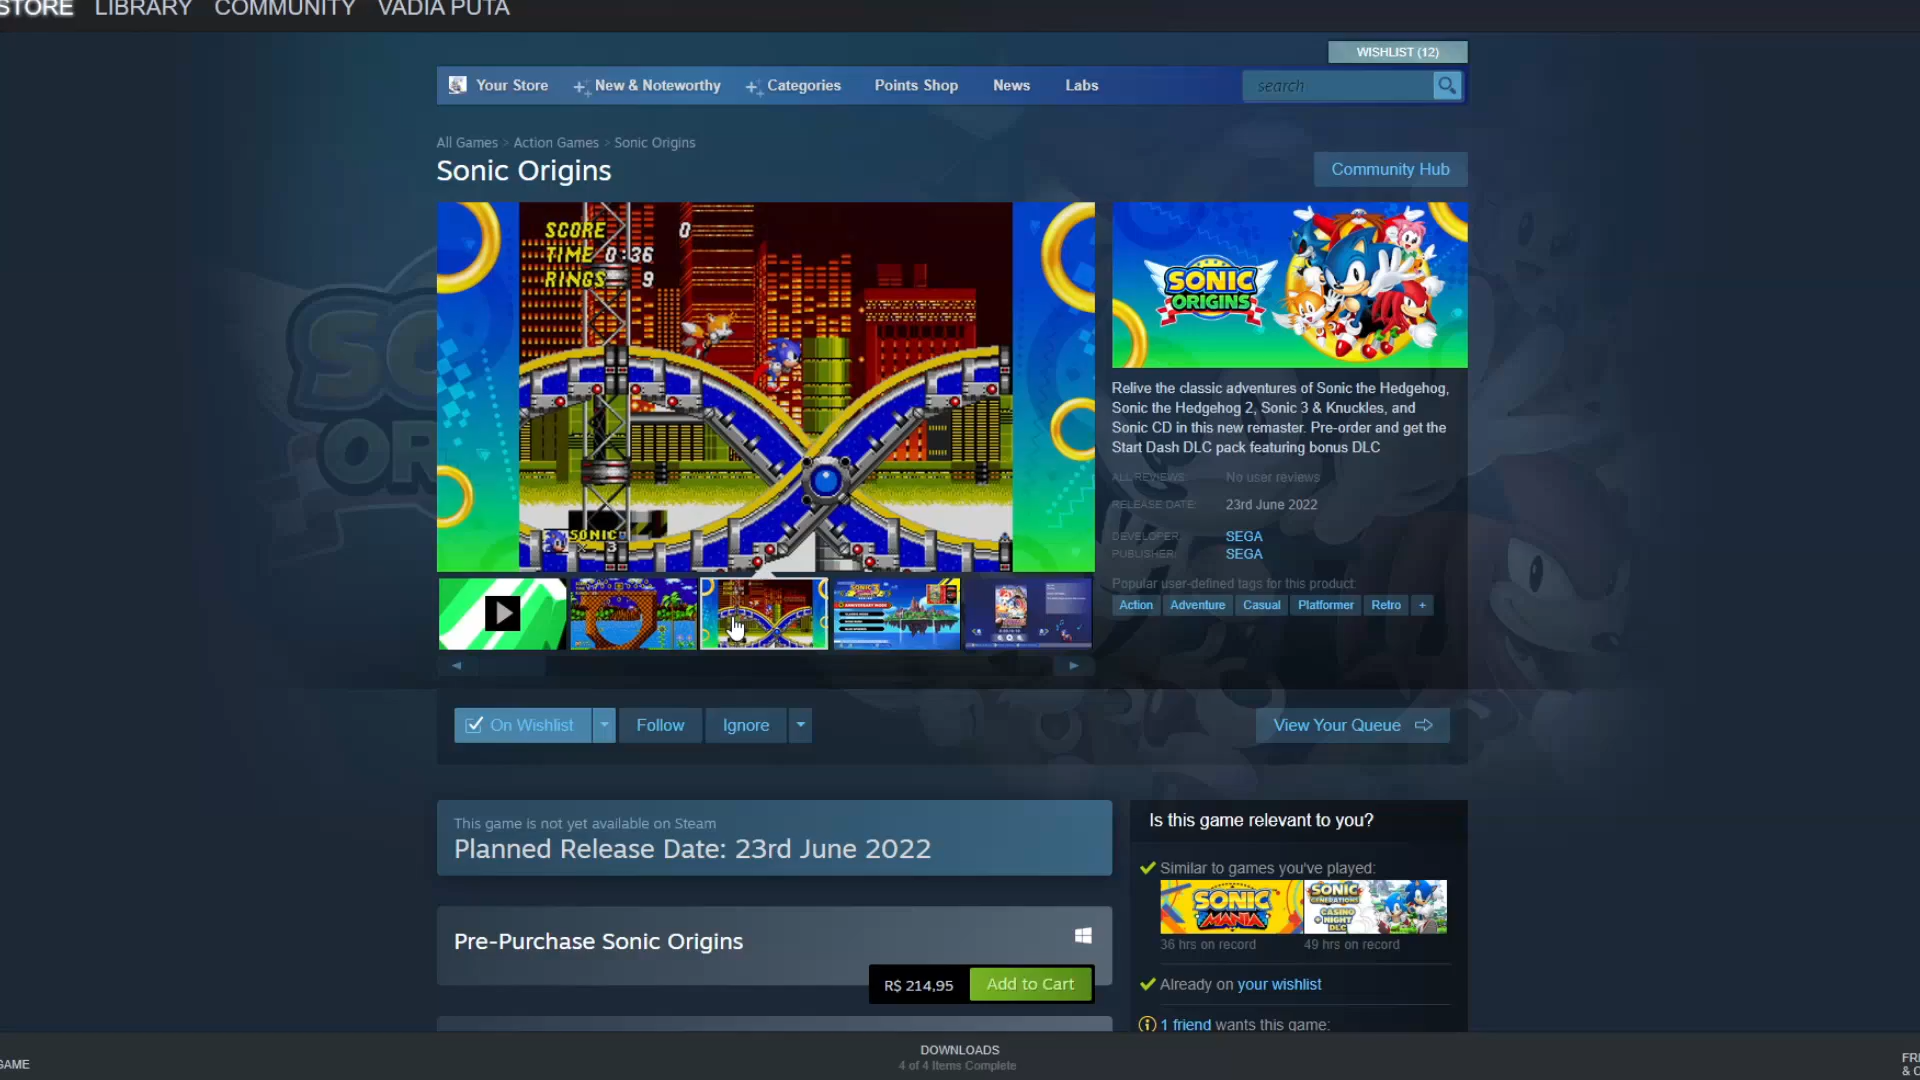 STORE LIBRARY COMMUNITY VADIA PUTA
WISHLIST (12)
Your Store New & Noteworthy Categories Points Shop News Labs search
All Games > Action Games > Sonic Origins
Sonic Origins
Community Hub
SCORE 0
TIME 0:36
RINGS 9
SONIC
× 3
SONIC
ORIGINS
Relive the classic adventures of Sonic the Hedgehog,
Sonic the Hedgehog 2, Sonic 3 & Knuckles, and
Sonic CD in this new remaster. Pre-order and get the
Start Dash DLC pack featuring bonus DLC
ALL REVIEWS: No user reviews
RELEASE DATE: 23rd June 2022
DEVELOPER: SEGA
PUBLISHER: SEGA
Popular user-defined tags for this product:
Action Adventure Casual Platformer Retro +
On Wishlist Follow Ignore View Your Queue
This game is not yet available on Steam
Planned Release Date: 23rd June 2022
Is this game relevant to you?
Similar to games you've played:
SONIC
MANIA
SONIC
GENERATIONS
CASINO
NIGHT
DLC
36 hrs on record 49 hrs on record
Pre-Purchase Sonic Origins
R$ 214,95 Add to Cart
Already on your wishlist
1 friend wants this game:
DOWNLOADS
4 of 4 Items Complete
GAME
FRI
& C